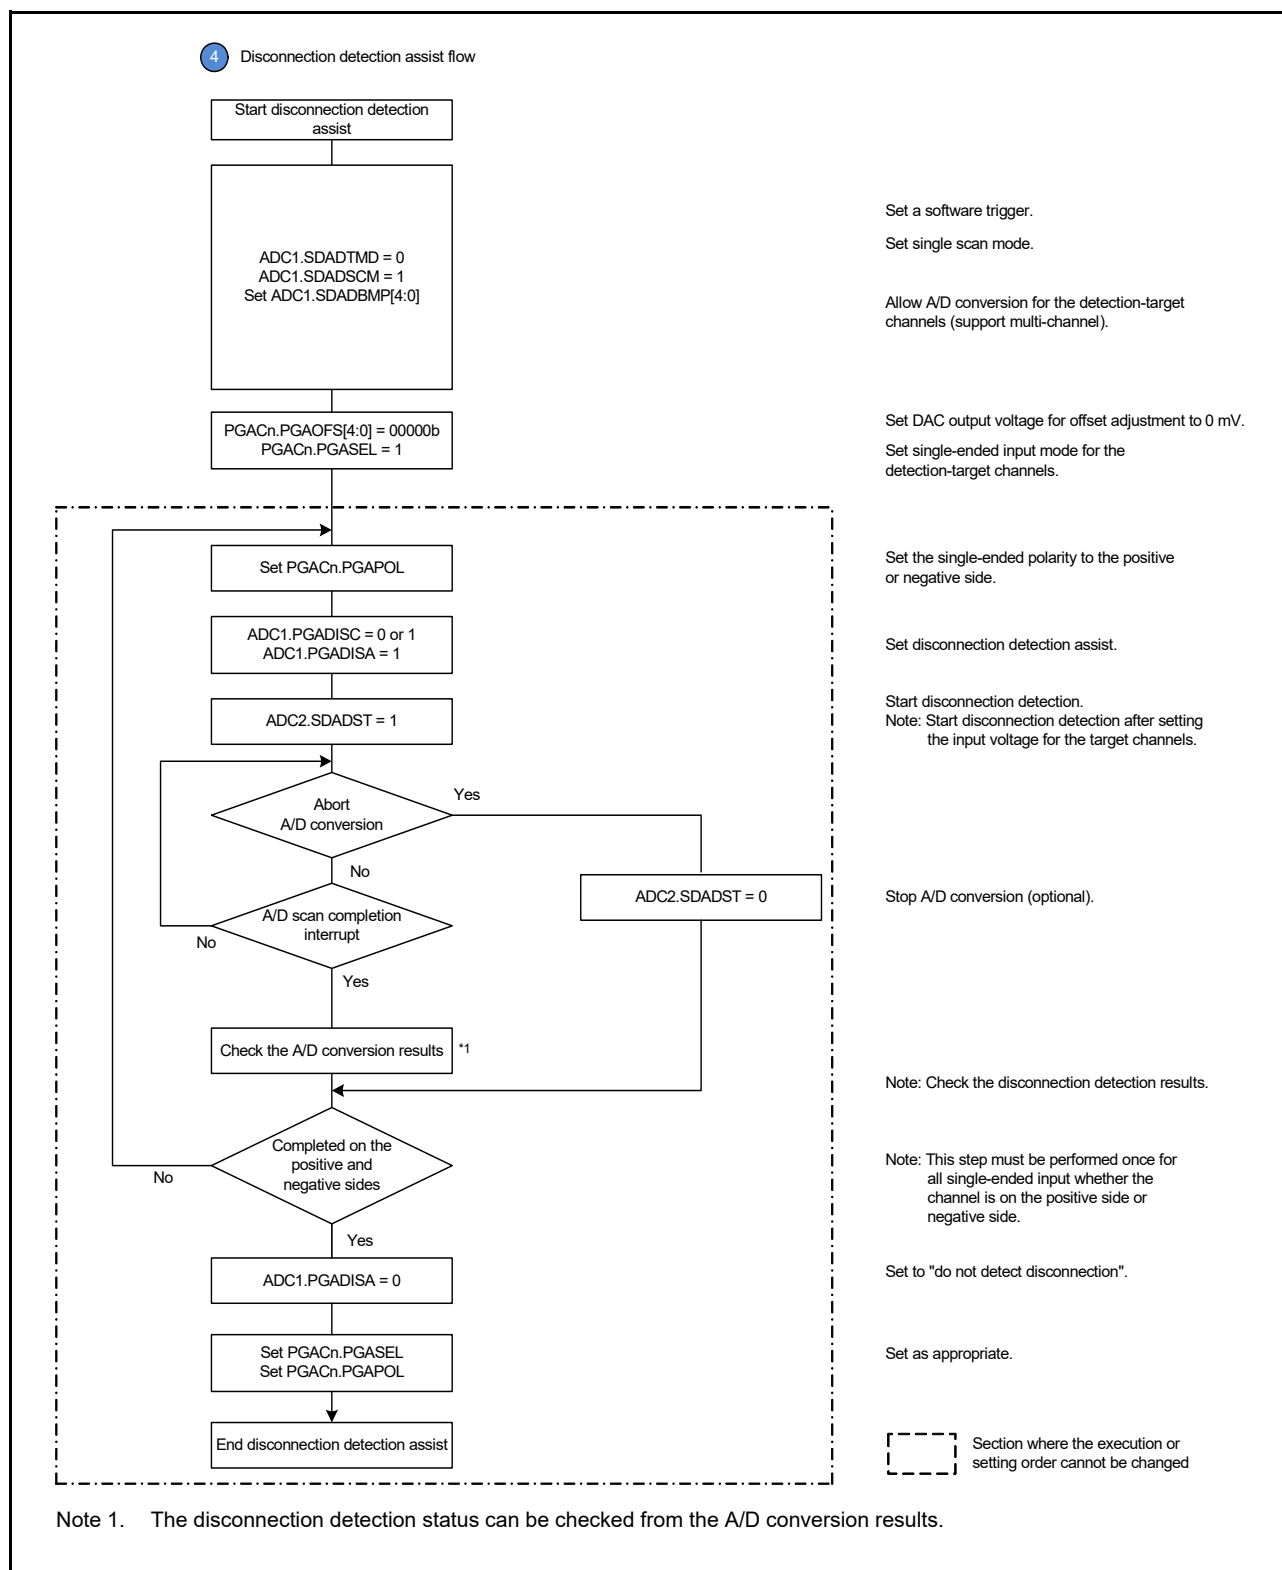 4 Disconnection detection assist flow
Start disconnection detection
assist
ADC1.SDADTMD = 0
ADC1.SDADSCM = 1
Set ADC1.SDADBMP[4:0]
Set a software trigger.
Set single scan mode.
Allow A/D conversion for the detection-target
channels (support multi-channel).
PGACn.PGAOFS[4:0] = 00000b
PGACn.PGASEL = 1
Set DAC output voltage for offset adjustment to 0 mV.
Set single-ended input mode for the
detection-target channels.
Set PGACn.PGAPOL
Set the single-ended polarity to the positive
or negative side.
ADC1.PGADISC = 0 or 1
ADC1.PGADISA = 1
Set disconnection detection assist.
ADC2.SDADST = 1
Start disconnection detection.
Note: Start disconnection detection after setting
the input voltage for the target channels.
Abort
A/D conversion
Yes
No
ADC2.SDADST = 0
Stop A/D conversion (optional).
A/D scan completion
interrupt
No
Yes
Check the A/D conversion results *1
Note: Check the disconnection detection results.
Completed on the
positive and
negative sides
No
Yes
Note: This step must be performed once for
all single-ended input whether the
channel is on the positive side or
negative side.
ADC1.PGADISA = 0
Set to "do not detect disconnection".
Set PGACn.PGASEL
Set PGACn.PGAPOL
Set as appropriate.
End disconnection detection assist
Section where the execution or
setting order cannot be changed
Note 1. The disconnection detection status can be checked from the A/D conversion results.